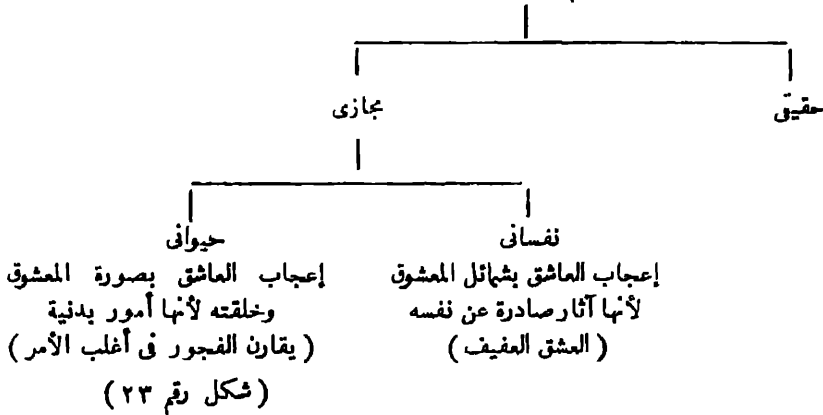 حقيقى
مجازى
نفسانى
إعجاب العاشق بشمائل المعشوق
لأنها آثار صادرة عن نفسه
( العشق العفيف )
حيوانى
إعجاب العاشق بصورة المعشوق
وخلقته لأنها أمور بدنية
( يقارن الفجور فى أغلب الأمر )
( شكل رقم ٢٣ )